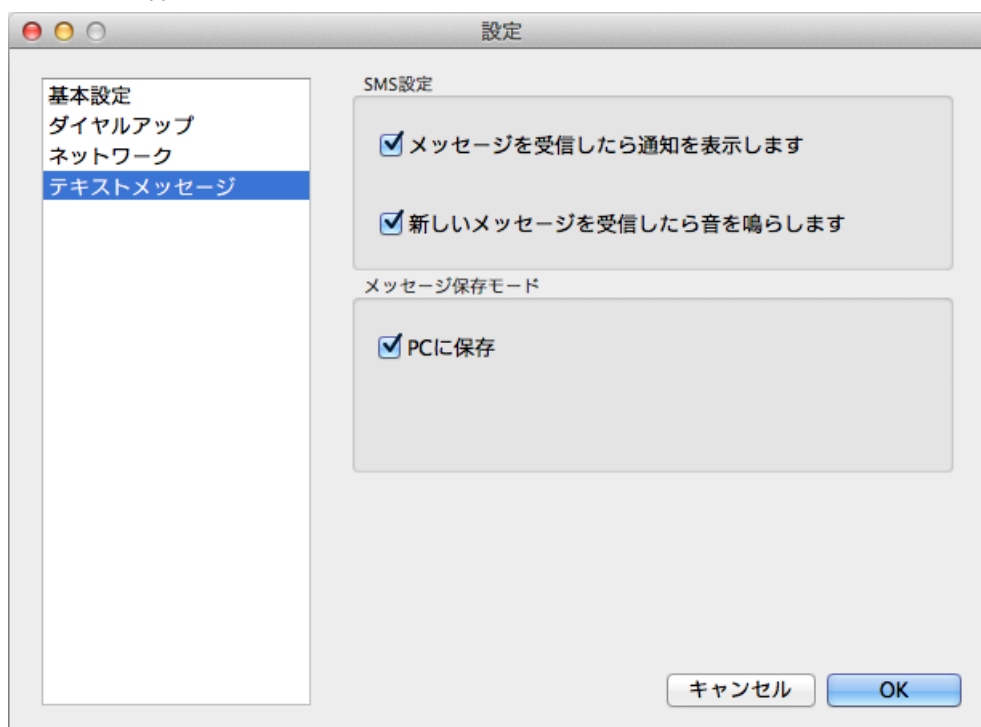 設定
基本設定
ダイヤルアップ
ネットワーク
テキストメッセージ
SMS設定
メッセージを受信したら通知を表示します
新しいメッセージを受信したら音を鳴らします
メッセージ保存モード
PCに保存
キャンセル
OK